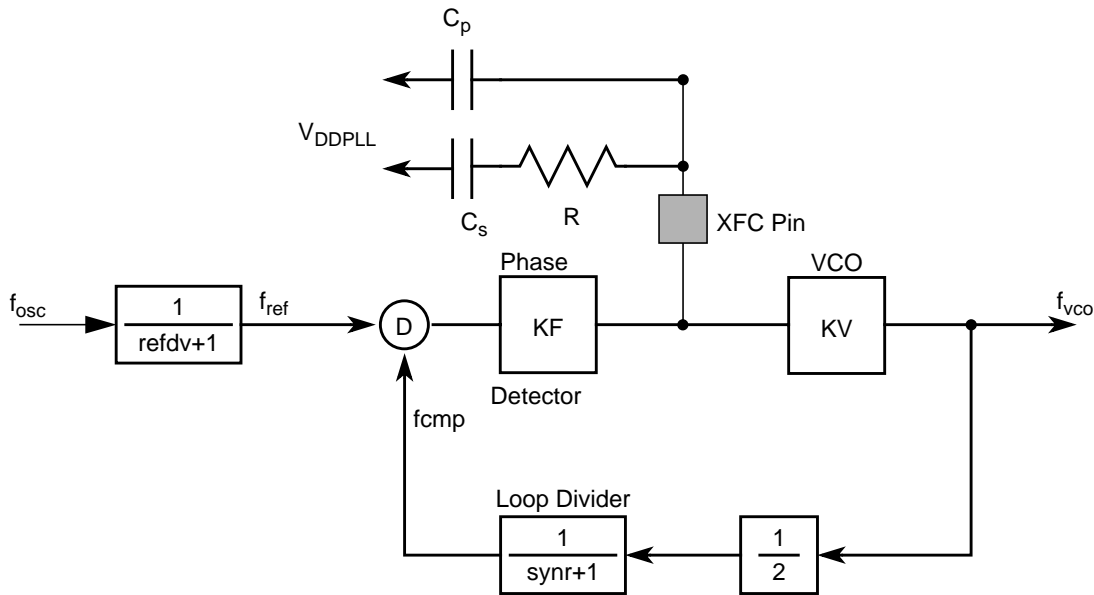 Cp
VDDPLL
Cs
R
XFC Pin
Phase
VCO
fosc
1
refdv+1
fref
D
KF
KV
fvco
Detector
fcmp
Loop Divider
1
synr+1
1
2